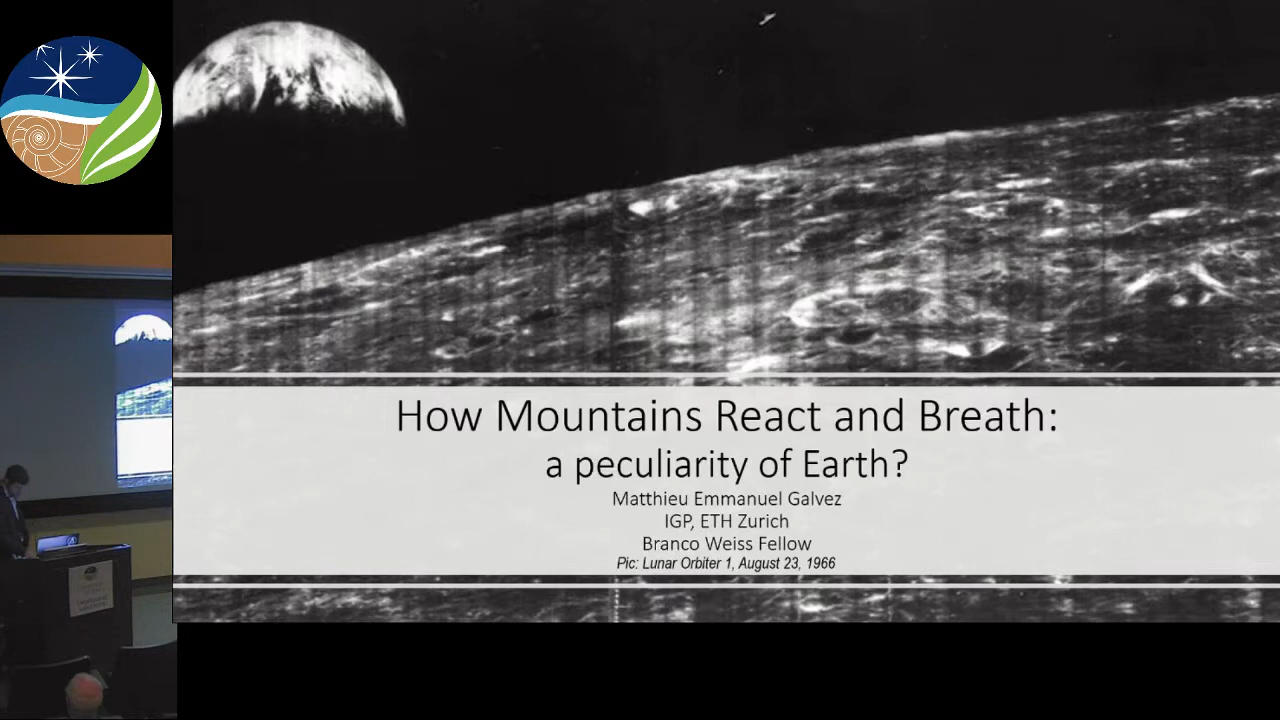 How Mountains React and Breath:
a peculiarity of Earth?
Matthieu Emmanuel Galvez
IGP, ETH Zurich
Branco Weiss Fellow
Pic: Lunar Orbiter 1, August 23, 1966